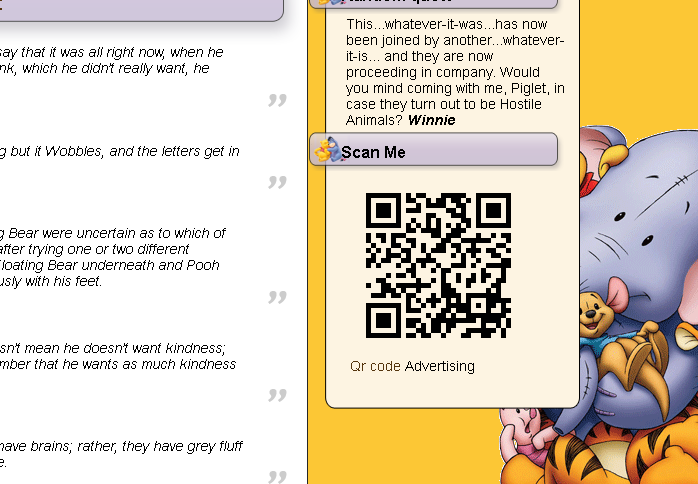 say that it was all right now, when he
nk, which he didn't really want, he
”
g but it Wobbles, and the letters get in
”
g Bear were uncertain as to which of
after trying one or two different
Floating Bear underneath and Pooh
usly with his feet.
”
sn't mean he doesn't want kindness;
mber that he wants as much kindness
”
have brains; rather, they have grey fluff
e.
”
This...whatever-it-was...has now
been joined by another...whatever-
it-is... and they are now
proceeding in company. Would
you mind coming with me, Piglet, in
case they turn out to be Hostile
Animals? Winnie
Scan Me
Qr code Advertising